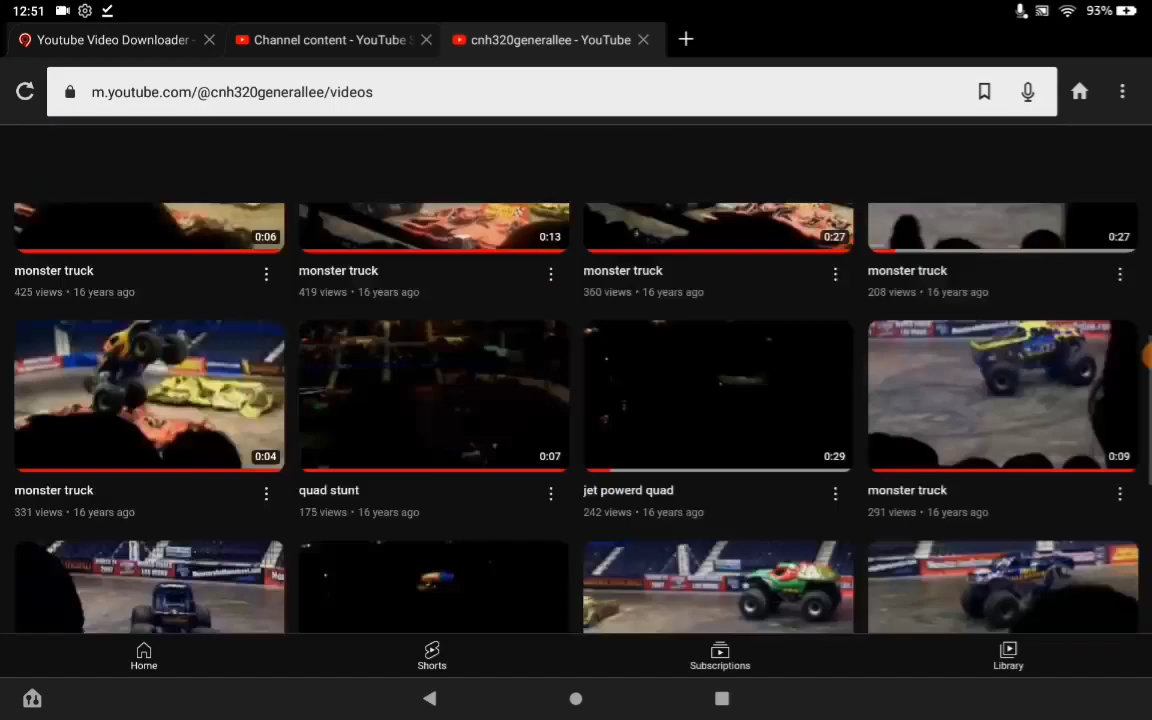 12:51
93%
Youtube Video Downloader -
Channel content - YouTube S
cnh320generallee - YouTube
m.youtube.com/@cnh320generallee/videos
0:06
0:13
0:27
0:27
monster truck
monster truck
monster truck
monster truck
425 views • 16 years ago
419 views • 16 years ago
360 views • 16 years ago
208 views • 16 years ago
0:04
0:07
0:29
0:09
monster truck
quad stunt
jet powerd quad
monster truck
331 views • 16 years ago
175 views • 16 years ago
242 views • 16 years ago
291 views • 16 years ago
Home
Shorts
Subscriptions
Library